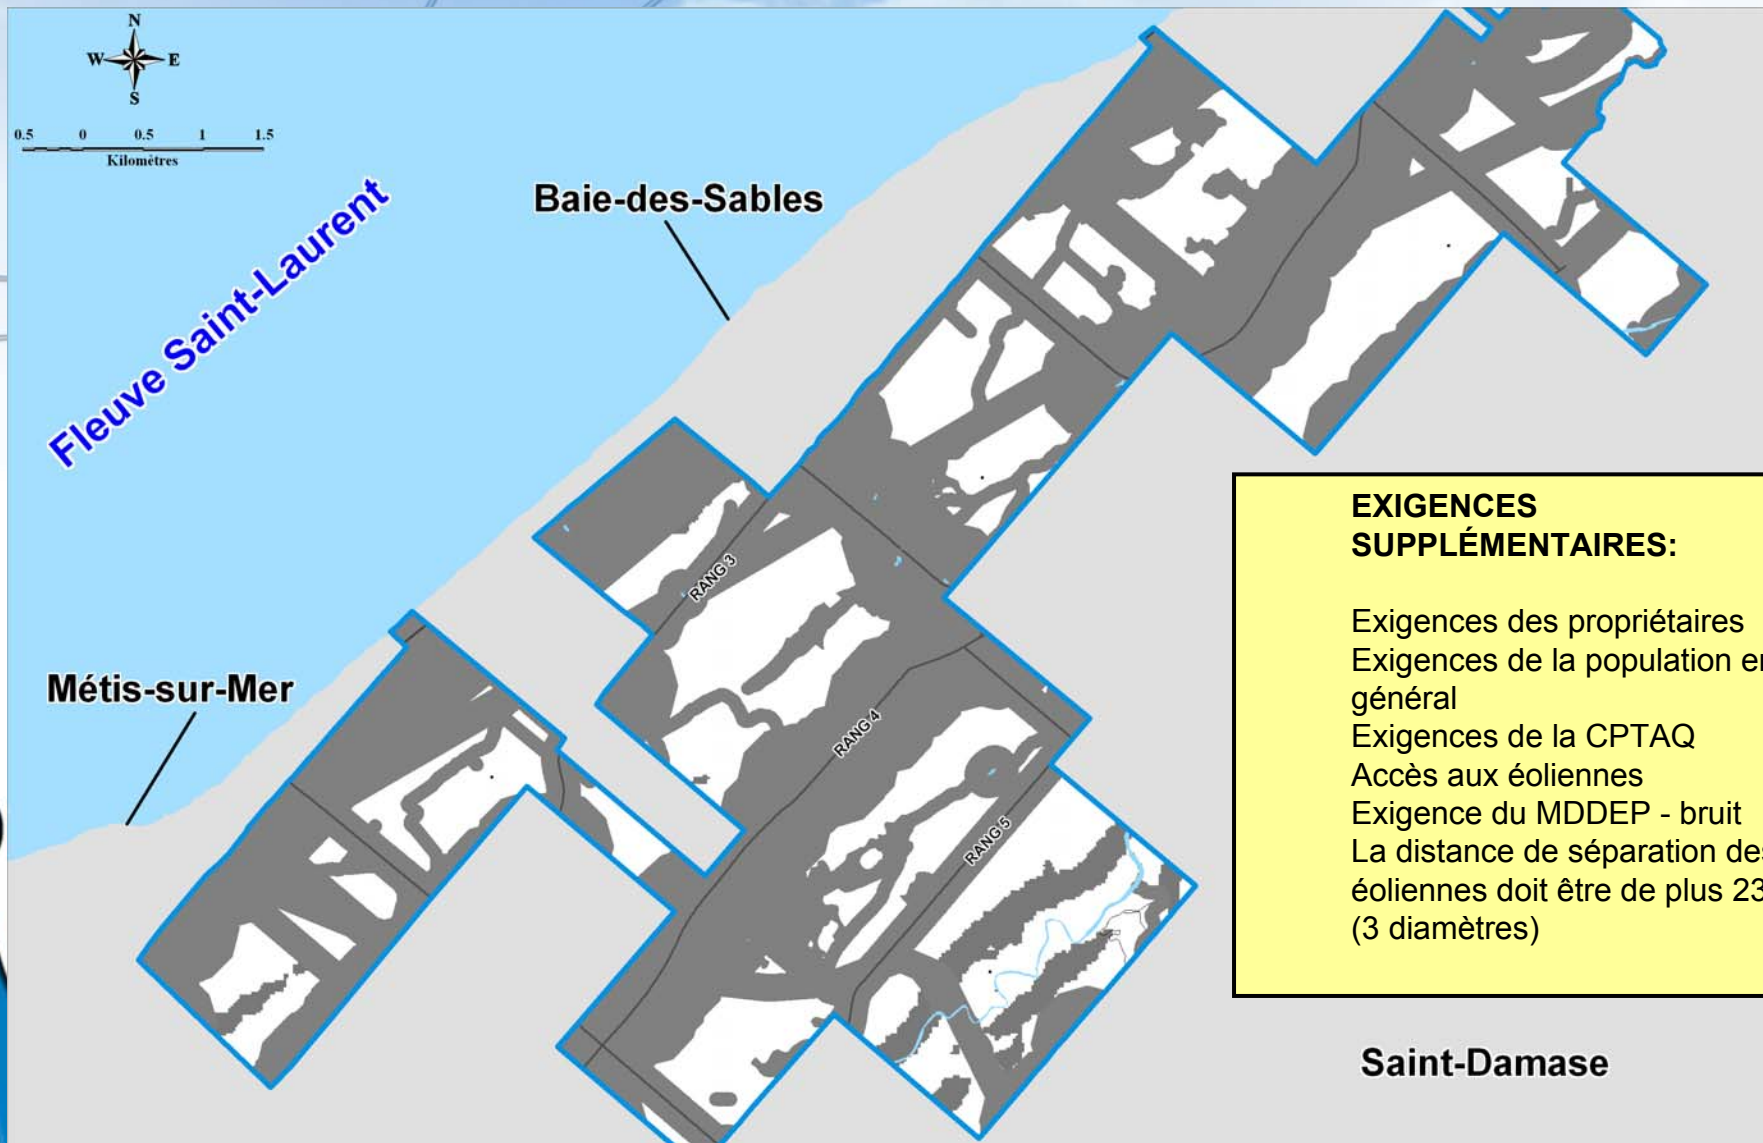 N
W E
S
0.5 0 0.5 1 1.5
Kilomètres
Fleuve Saint-Laurent
Baie-des-Sables
Métis-sur-Mer
RANG 3
RANG 4
RANG 5
EXIGENCES
SUPPLÉMENTAIRES:
Exigences des propriétaires
Exigences de la population
général
Exigences de la CPTAQ
Accès aux éoliennes
Exigence du MDDEP - bruit
La distance de séparation
éoliennes doit être de plus
(3 diamètres)
Saint-Damase